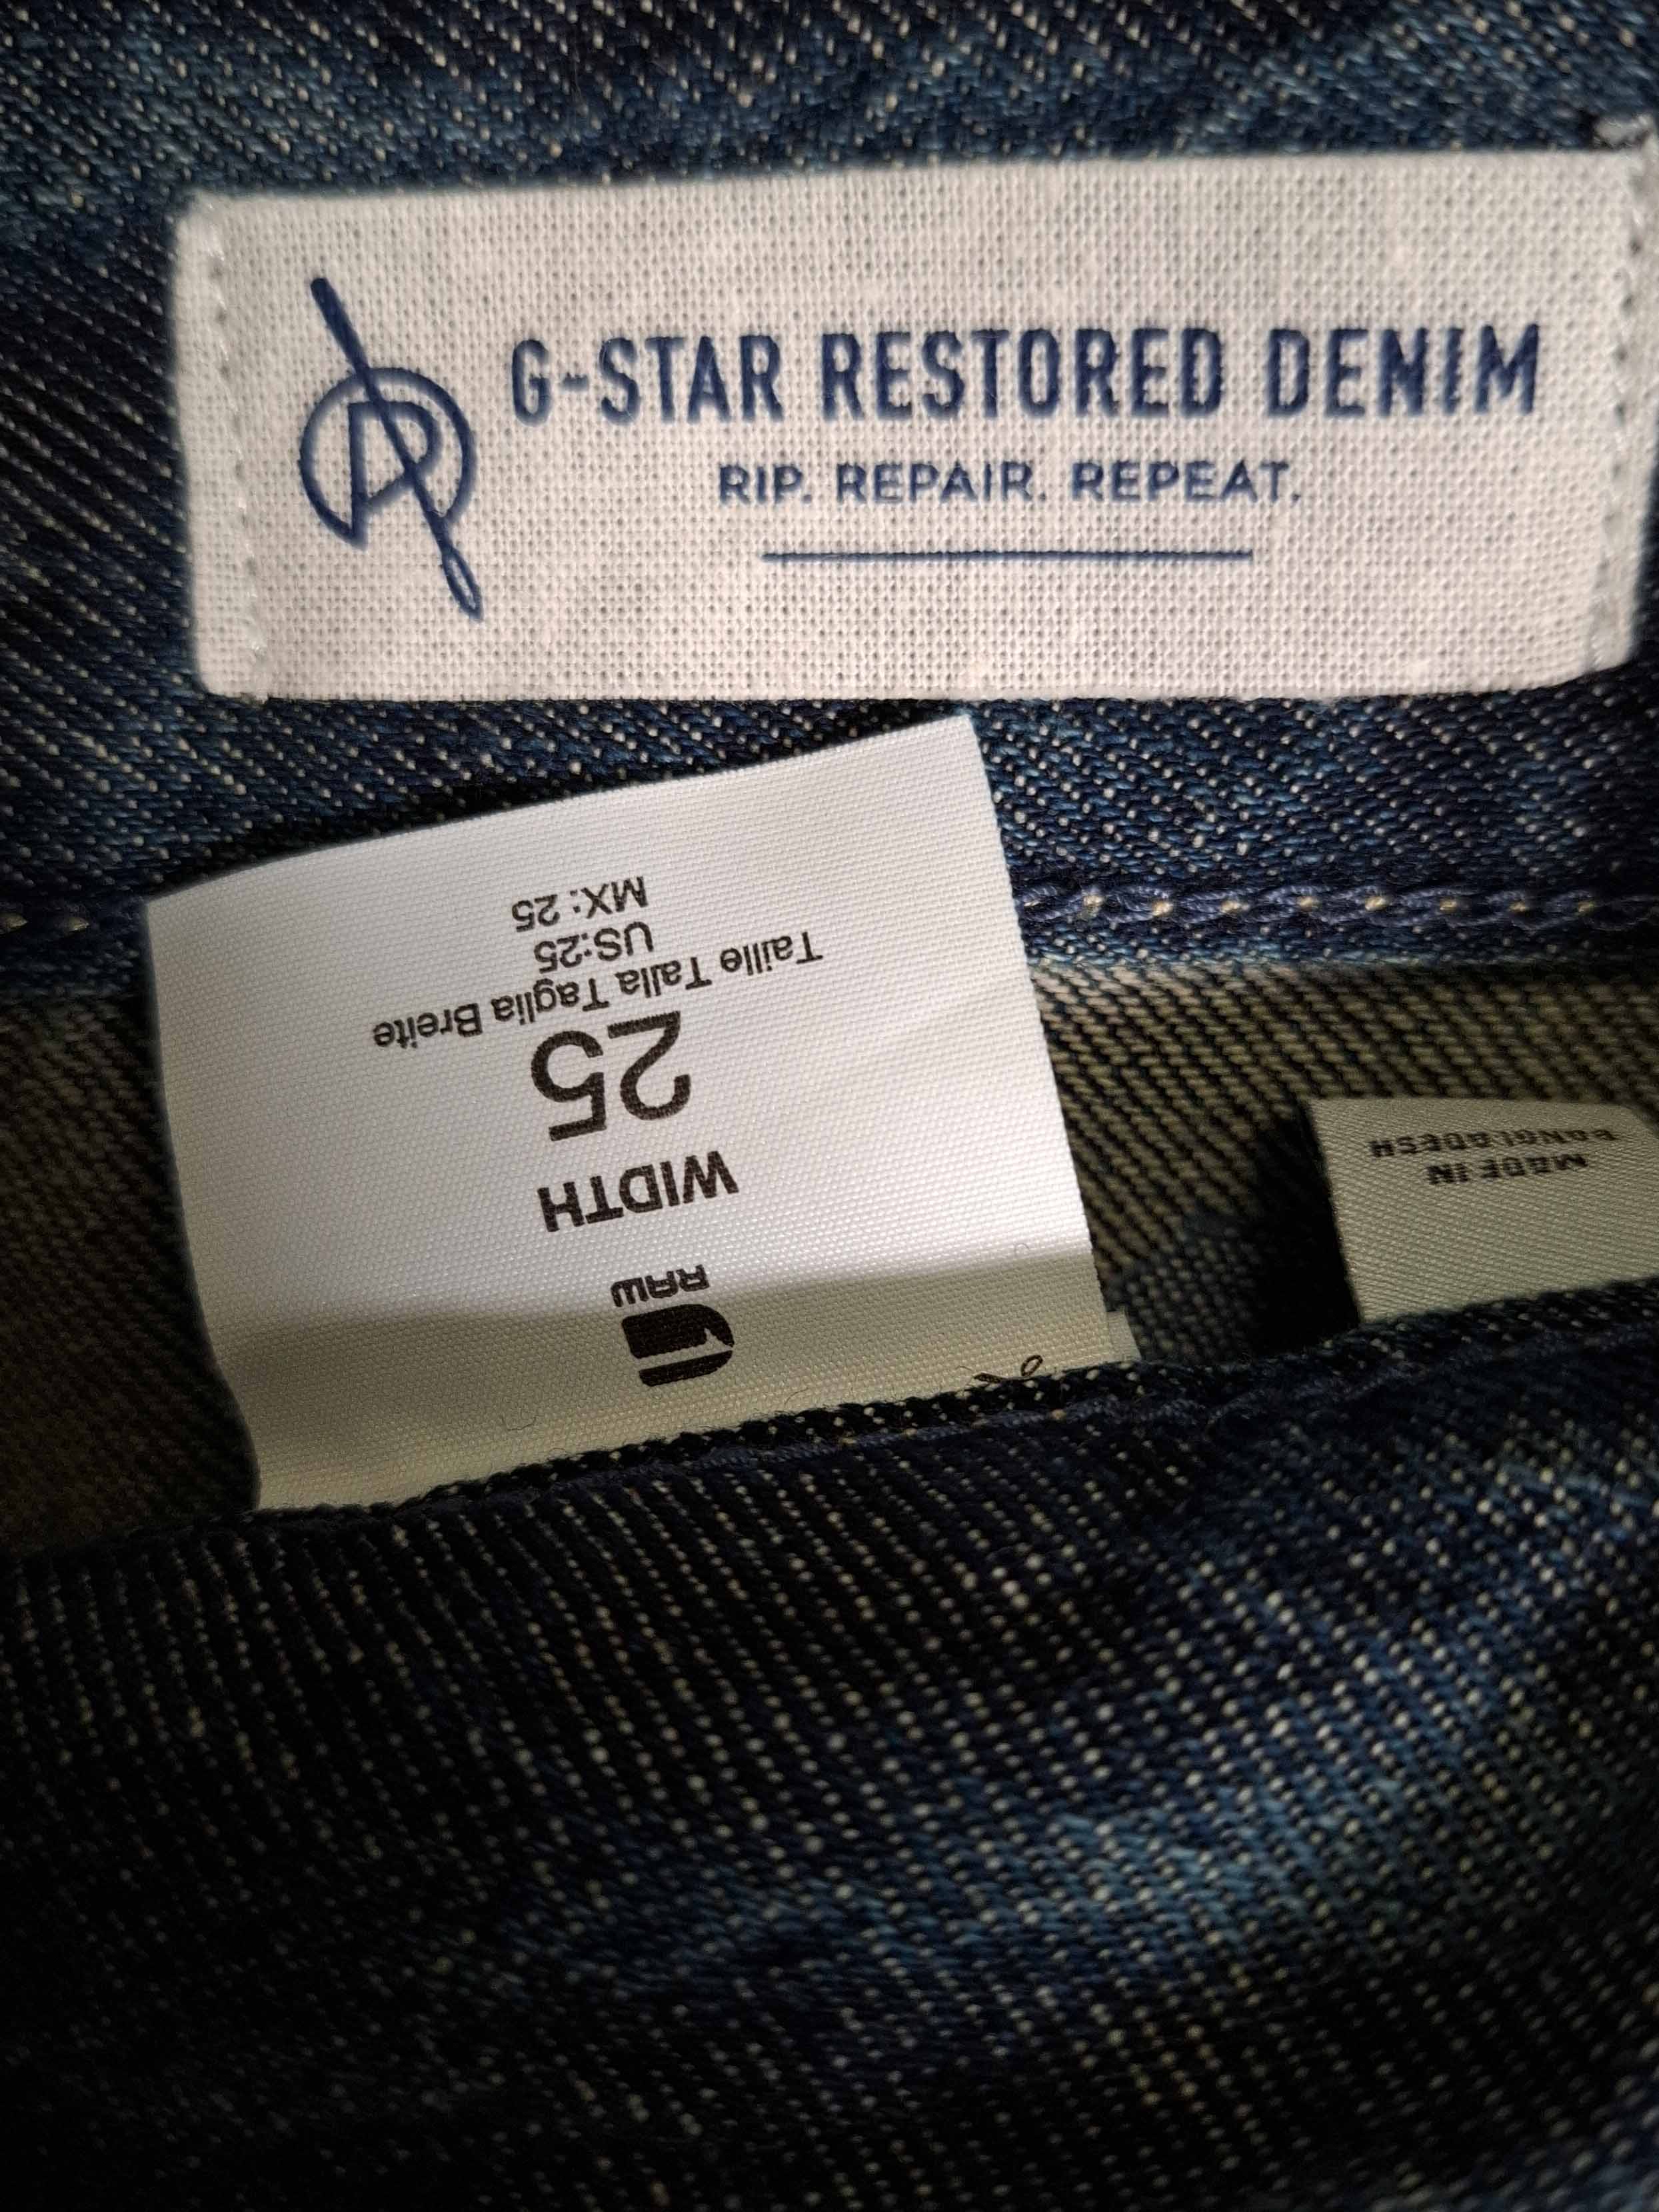 G-STAR RESTORED DENIM
RIP. REPAIR. REPEAT.
RAW
WIDTH
25
Taille Talla Taglia Breite
US:25
MX: 25
MADE IN
BANGLADESH